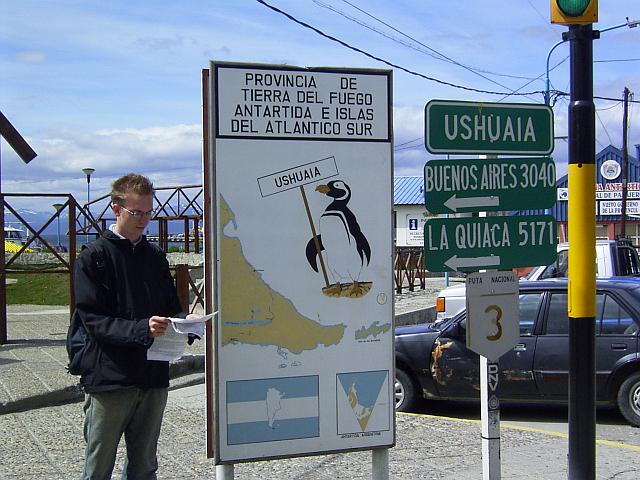 PROVINCIA DE
TIERRA DEL FUEGO
ANTARTIDA E ISLAS
DEL ATLANTICO SUR
USHUAIA
USHUAIA
BUENOS AIRES 3040
LA QUIACA 5171
RUTA NACIONAL
3